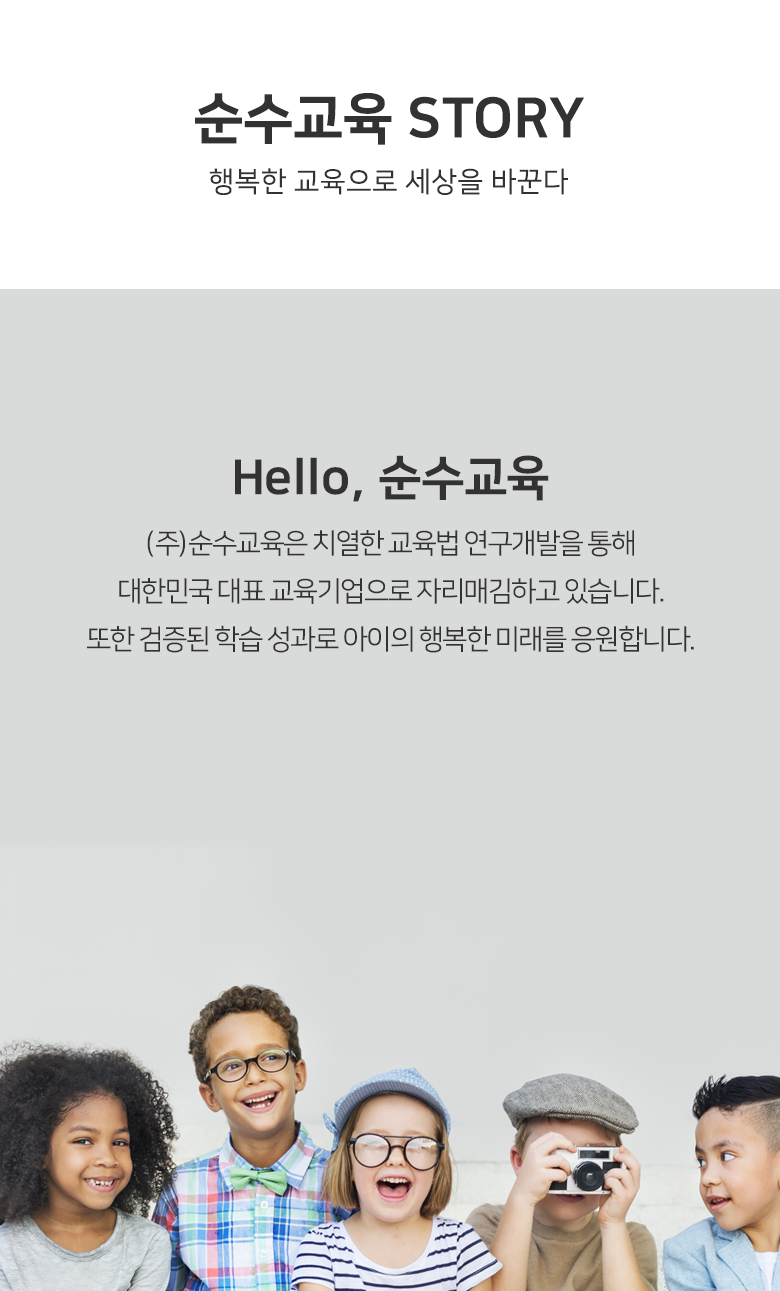 순수교육 STORY
행복한 교육으로 세상을 바꾼다
Hello, 순수교육
(주)순수교육은 치열한 교육법 연구개발을 통해
대한민국 대표 교육기업으로 자리매김하고 있습니다.
또한 검증된 학습 성과로 아이의 행복한 미래를 응원합니다.